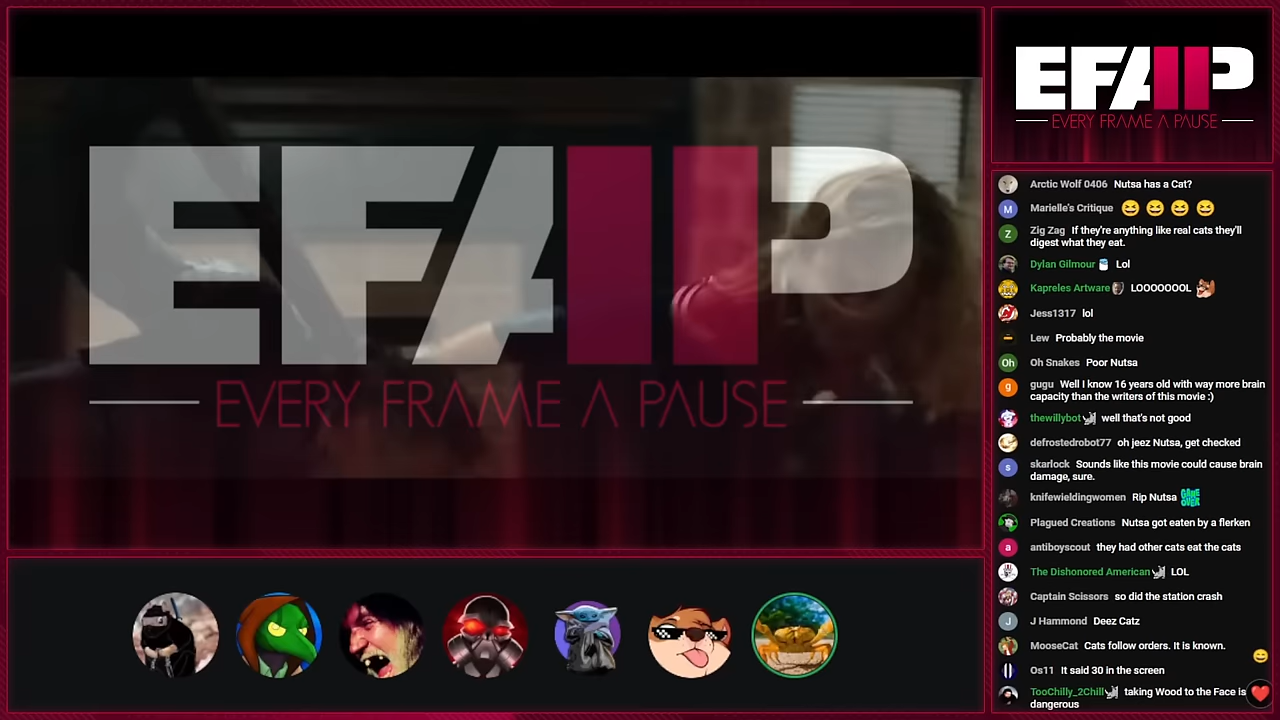 EFAP
EVERY FRAME A PAUSE
EFAP
EVERY FRAME A PAUSE
Arctic Wolf 0406 Nutsa has a Cat?
M
Marielle's Critique
Z
Zig Zag If they're anything like real cats they'll
digest what they eat.
Dylan Gilmour Lol
Kapreles Artware LOOOOOOOL
Jess1317 lol
Lew Probably the movie
Oh
Oh Snakes Poor Nutsa
g
gugu Well I know 16 years old with way more brain
capacity than the writers of this movie :)
thewillybot well that's not good
defrostedrobot77 oh jeez Nutsa, get checked
s
skarlock Sounds like this movie could cause brain
damage, sure.
knifewieldingwomen Rip Nutsa GAME OVER
Plagued Creations Nutsa got eaten by a flerken
a
antiboyscout they had other cats eat the cats
The Dishonored American LOL
Captain Scissors so did the station crash
J
J Hammond Deez Catz
MooseCat Cats follow orders. It is known.
Os11 It said 30 in the screen
TooChilly_2Chill taking Wood to the Face is
dangerous